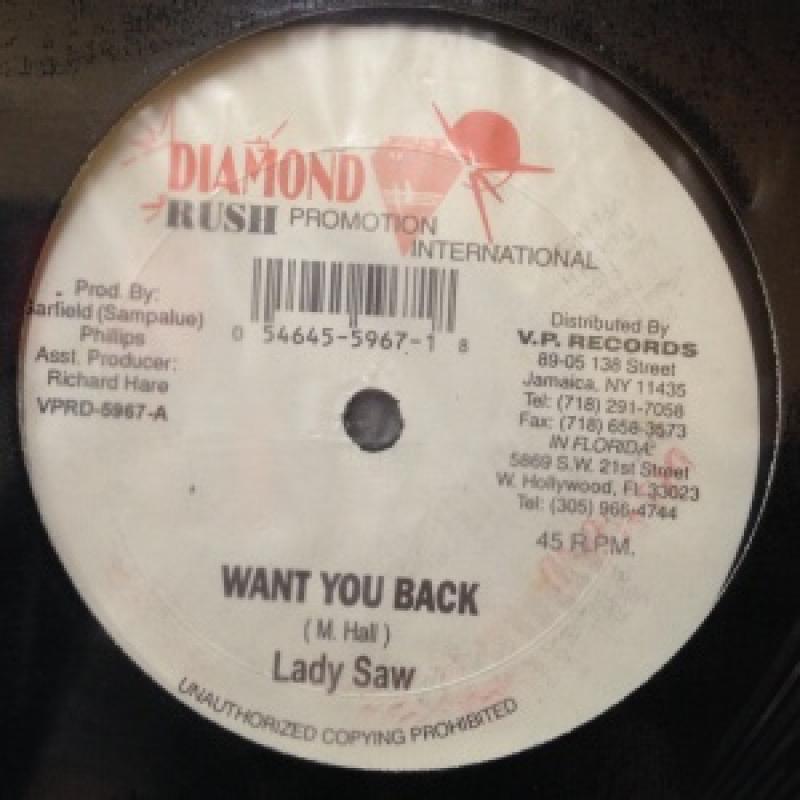 DIAMOND
RUSH PROMOTION
INTERNATIONAL
0 54645-5967-1 8
Prod. By:
Garfield (Sampalue)
Philips
Asst. Producer:
Richard Hare
VPRD-5967-A
Distributed By
V.P. RECORDS
89-05 138 Street
Jamaica, NY 11435
Tel: (718) 291-7058
Fax: (718) 658-3573
IN FLORIDA:
5869 S.W. 21st Street
W. Hollywood, FL 33023
Tel: (305) 966-4744
45 R.P.M.
WANT YOU BACK
( M. Hall )
Lady Saw
UNAUTHORIZED COPYING PROHIBITED